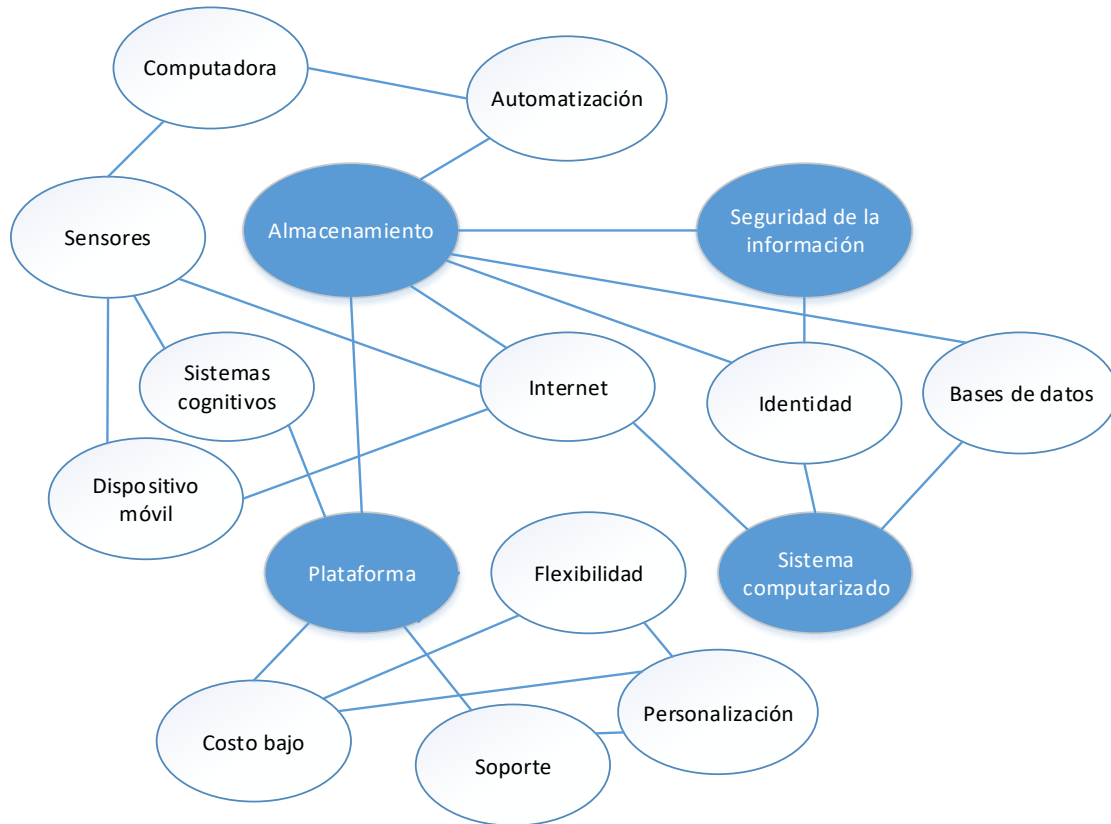 Computadora
Automatización
Sensores
Almacenamiento
Seguridad de la
información
Sistemas
cognitivos
Internet
Identidad
Bases de datos
Dispositivo
móvil
Plataforma
Flexibilidad
Sistema
computarizado
Costo bajo
Soporte
Personalización